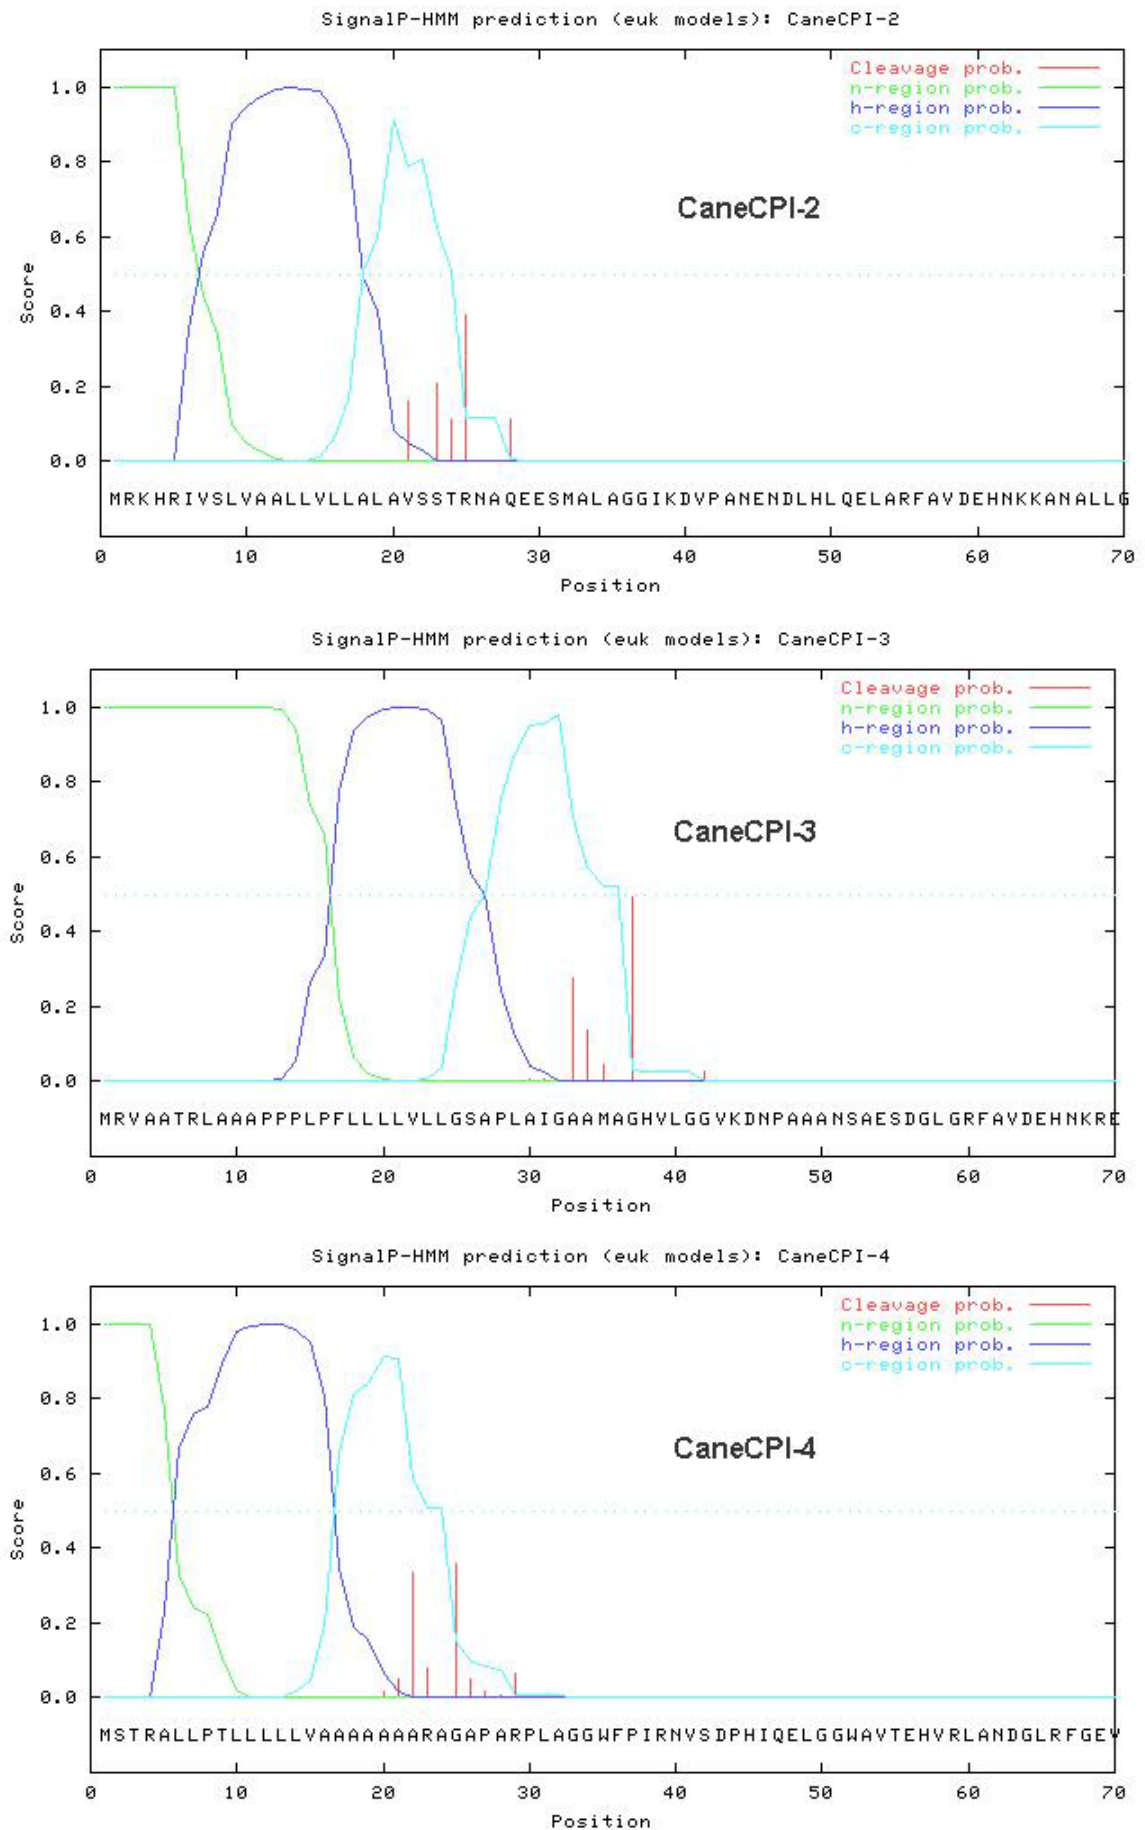 SignalP-HMM prediction (euk models): CaneCPI-2
Cleavage prob.
n-region prob.
h-region prob.
c-region prob.
1.0
0.8
0.6
0.4
0.2
0.0
Score
CaneCPI-2
MRKHRIVSLVAALLVLLALAVSSTRNAQEESMALAGGIKDVPANENDLHLQELARFAVDEHNKKANALLG
0 10 20 30 40 50 60 70
Position
SignalP-HMM prediction (euk models): CaneCPI-3
Cleavage prob.
n-region prob.
h-region prob.
c-region prob.
1.0
0.8
0.6
0.4
0.2
0.0
Score
CaneCPI-3
MRVAATRLAAAPPPLPFLLLLVLLGSAPLAIGAAMAGHVLGGVKDNPAAANSAESDGLGRFAVDEHNKRE
0 10 20 30 40 50 60 70
Position
SignalP-HMM prediction (euk models): CaneCPI-4
Cleavage prob.
n-region prob.
h-region prob.
c-region prob.
1.0
0.8
0.6
0.4
0.2
0.0
Score
CaneCPI-4
MSTRALLPTLLLLLVAAAAAAARAGAPARPLAGGWFPIRNVSDPHIQELGGWAVTEHVRLANDGLRFGEV
0 10 20 30 40 50 60 70
Position